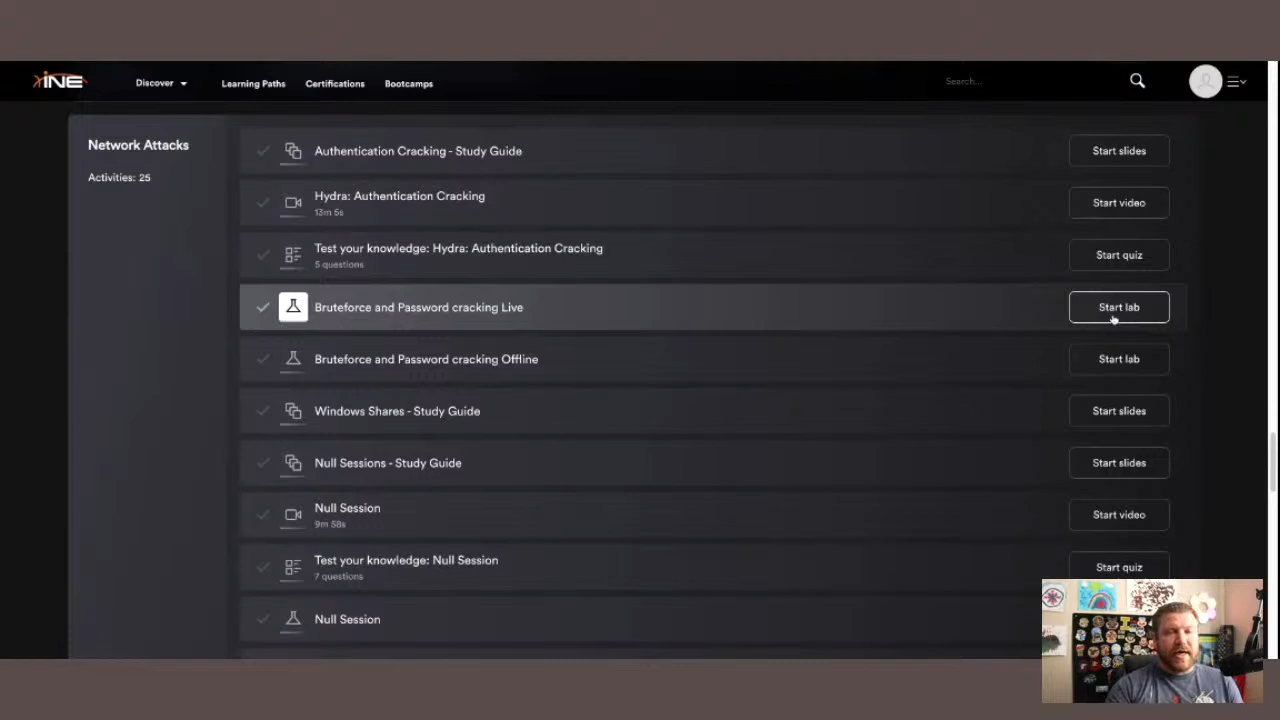 INE
Discover
Learning Paths
Certifications
Bootcamps
Search...
Network Attacks
Activities: 25
Authentication Cracking - Study Guide
Start slides
Hydra: Authentication Cracking
13m 5s
Start video
Test your knowledge: Hydra: Authentication Cracking
5 questions
Start quiz
Bruteforce and Password cracking Live
Start lab
Bruteforce and Password cracking Offline
Start lab
Windows Shares - Study Guide
Start slides
Null Sessions - Study Guide
Start slides
Null Session
9m 58s
Start video
Test your knowledge: Null Session
7 questions
Start quiz
Null Session